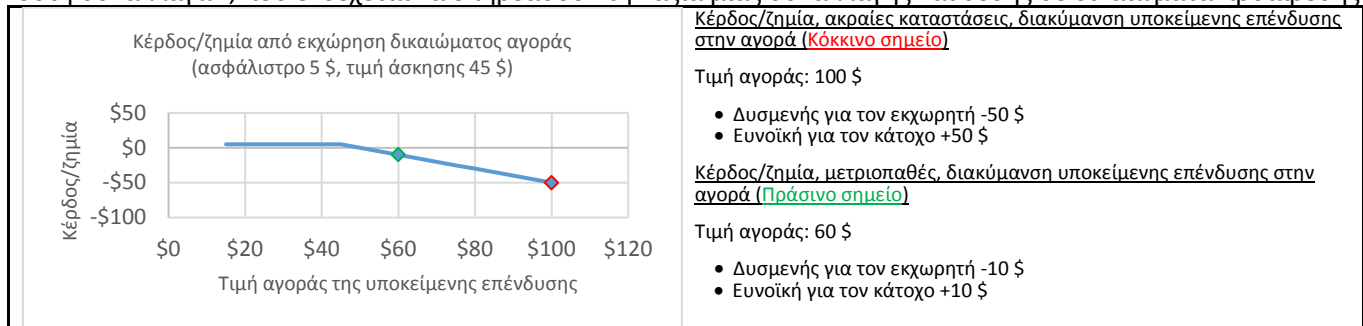 Κέρδος/ζημία από εκχώρηση δικαιώματος αγοράς
(ασφάλιστρο 5 $, τιμή άσκησης 45 $)
Κέρδος/ζημία
$50
$0
-$50
-$100
$0 $20 $40 $60 $80 $100 $120
Τιμή αγοράς της υποκείμενης επένδυσης
Κέρδος/ζημία, ακραίες καταστάσεις, διακύμανση υποκείμενης επένδυσης
στην αγορά (Κόκκινο σημείο)
Τιμή αγοράς: 100 $
• Δυσμενής για τον εκχωρητή -50 $
• Ευνοϊκή για τον κάτοχο +50 $
Κέρδος/ζημία, μετριοπαθές, διακύμανση υποκείμενης επένδυσης στην
αγορά (Πράσινο σημείο)
Τιμή αγοράς: 60 $
• Δυσμενής για τον εκχωρητή -10 $
• Ευνοϊκή για τον κάτοχο +10 $